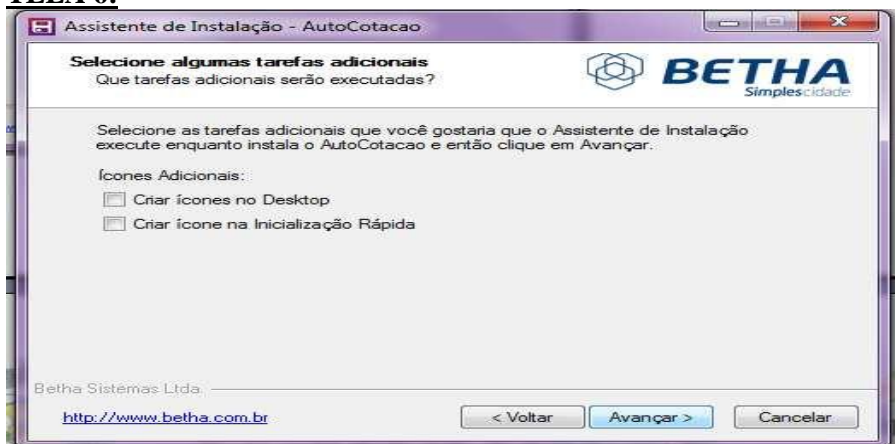 Assistente de Instalação - AutoCotacao
Selecione algumas tarefas adicionais
Que tarefas adicionais serão executadas?
BETHA
Simplescidade
Selecione as tarefas adicionais que você gostaria que o Assistente de Instalação
execute enquanto instala o AutoCotacao e então clique em Avançar.
Ícones Adicionais:
Criar ícones no Desktop
Criar ícone na Inicialização Rápida
Betha Sistemas Ltda.
http://www.betha.com.br
< Voltar
Avançar >
Cancelar